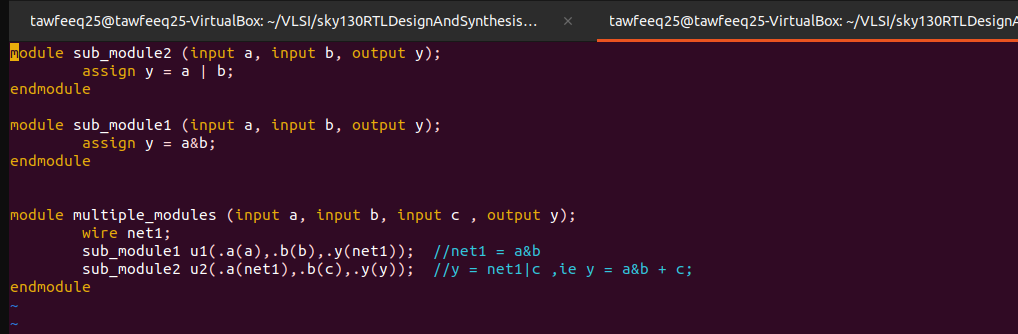 tawfeeq25@tawfeeq25-VirtualBox: ~/VLSI/sky130RTLDesignAndSynthesis... ×
tawfeeq25@tawfeeq25-VirtualBox: ~/VLSI/sky130RTLDesignA
module sub_module2 (input a, input b, output y);
        assign y = a | b;
endmodule

module sub_module1 (input a, input b, output y);
        assign y = a&b;
endmodule


module multiple_modules (input a, input b, input c , output y);
        wire net1;
        sub_module1 u1(.a(a),.b(b),.y(net1));  //net1 = a&b
        sub_module2 u2(.a(net1),.b(c),.y(y));  //y = net1|c ,ie y = a&b + c;
endmodule
~
~